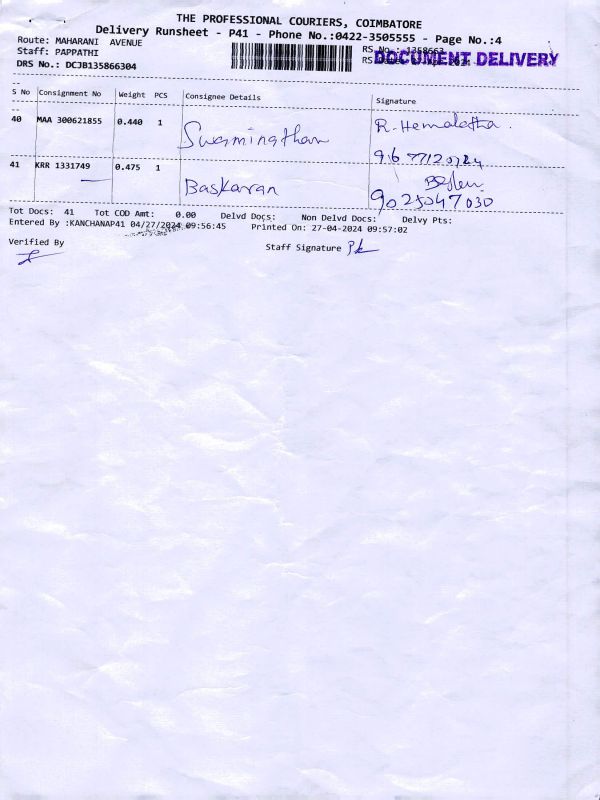 THE PROFESSIONAL COURIERS, COIMBATORE
Delivery Runsheet - P41 - Phone No.:0422-3505555 - Page No.:4
Route: MAHARANI AVENUE
Staff: PAPPATHI
DRS No.: DCJB135866304
RS No.: 1358663
DOCUMENT DELIVERY
S No Consignment No Weight PCS Consignee Details Signature
40 MAA 300621855 0.440 1 Swaminathan R. Hemalatha.
41 KRR 1331749 0.475 1 Baskaran
9025047030
Tot Docs: 41 Tot COD Amt: 0.00 Delvd Docs: Non Delvd Docs: Delvy Pts:
Entered By :KANCHANAP41 04/27/2024 09:56:45 Printed On: 27-04-2024 09:57:02
Verified By
Staff Signature